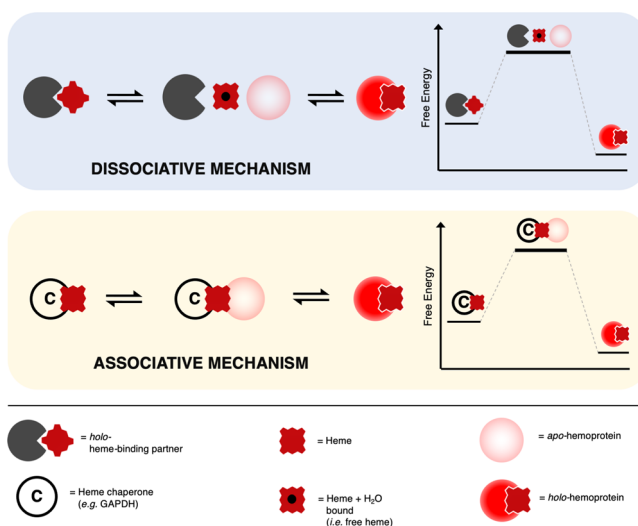 Free Energy
DISSOCIATIVE MECHANISM
C
C
C
C
Free Energy
ASSOCIATIVE MECHANISM
= holo-
heme-binding partner
= Heme
= apo-hemoprotein
C
= Heme chaperone
(e.g. GAPDH)
= Heme + H₂O
bound
(i.e. free heme)
= holo-hemoprotein